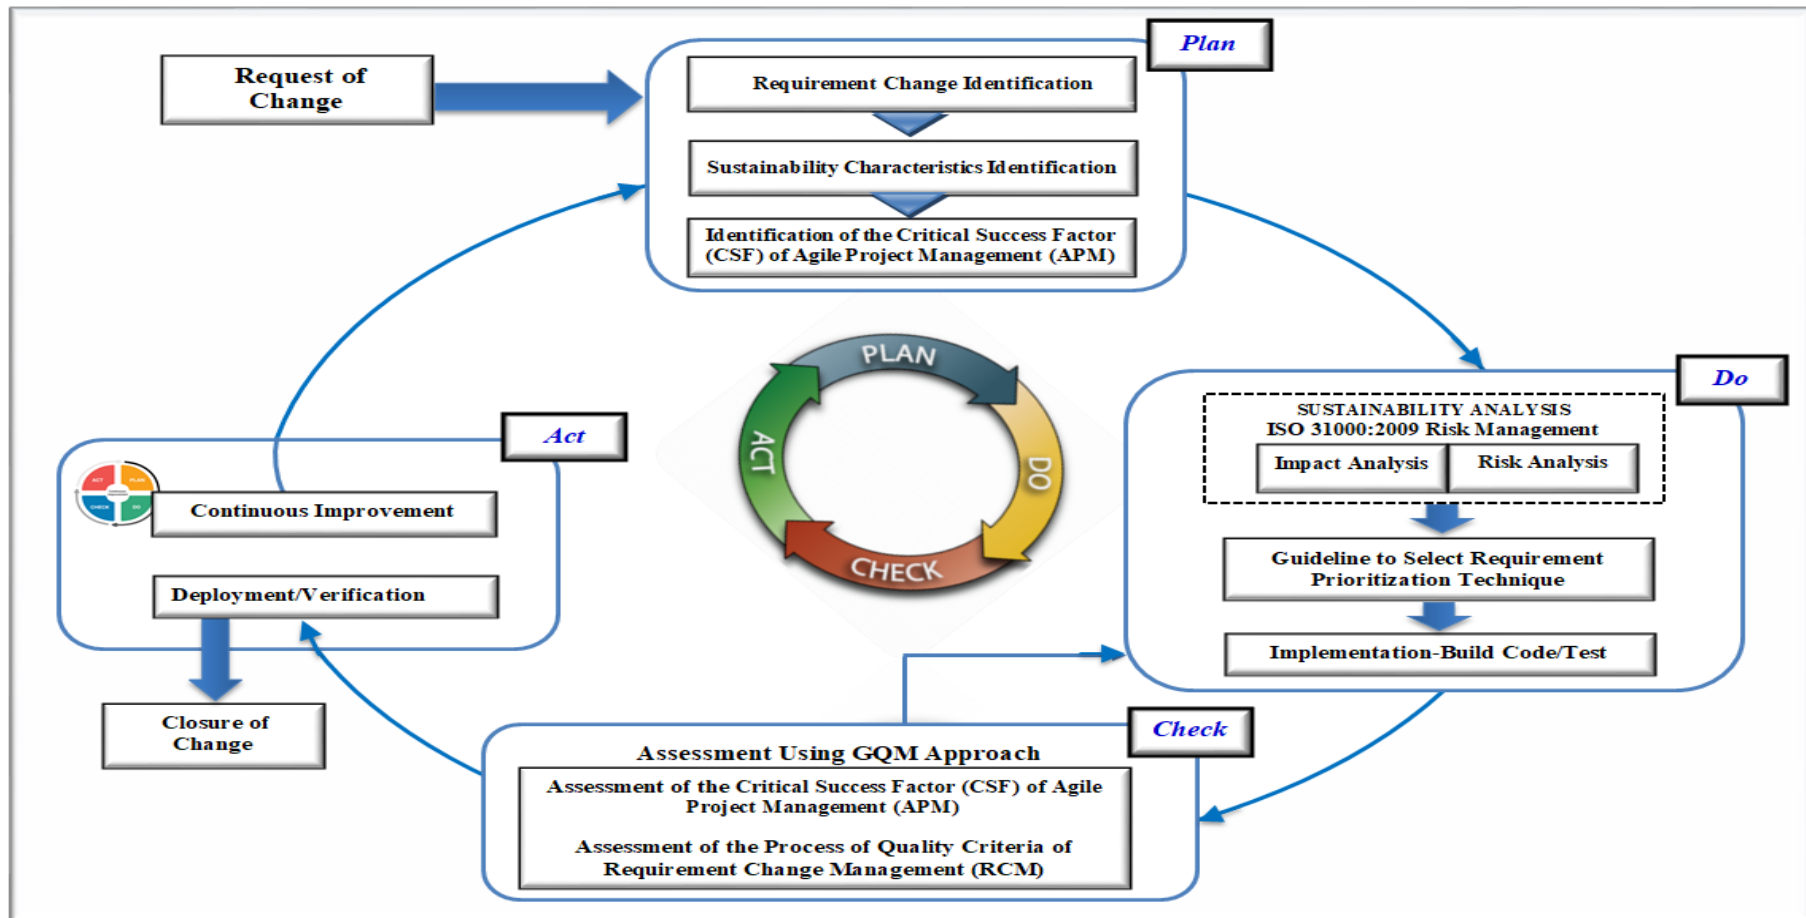 Plan
Request of
Change
Requirement Change Identification
Sustainability Characteristics Identification
Identification of the Critical Success Factor
(CSF) of Agile Project Management (APM)
PLAN
DO
CHECK
ACT
Do
SUSTAINABILITY ANALYSIS
ISO 31000:2009 Risk Management
Impact Analysis
Risk Analysis
Guideline to Select Requirement
Prioritization Technique
Implementation-Build Code/Test
Check
Assessment Using GQM Approach
Assessment of the Critical Success Factor (CSF) of Agile
Project Management (APM)
Assessment of the Process of Quality Criteria of
Requirement Change Management (RCM)
Act
ACT
PLAN
CHECK
DO
Continuous Improvement
Deployment/Verification
Closure of
Change